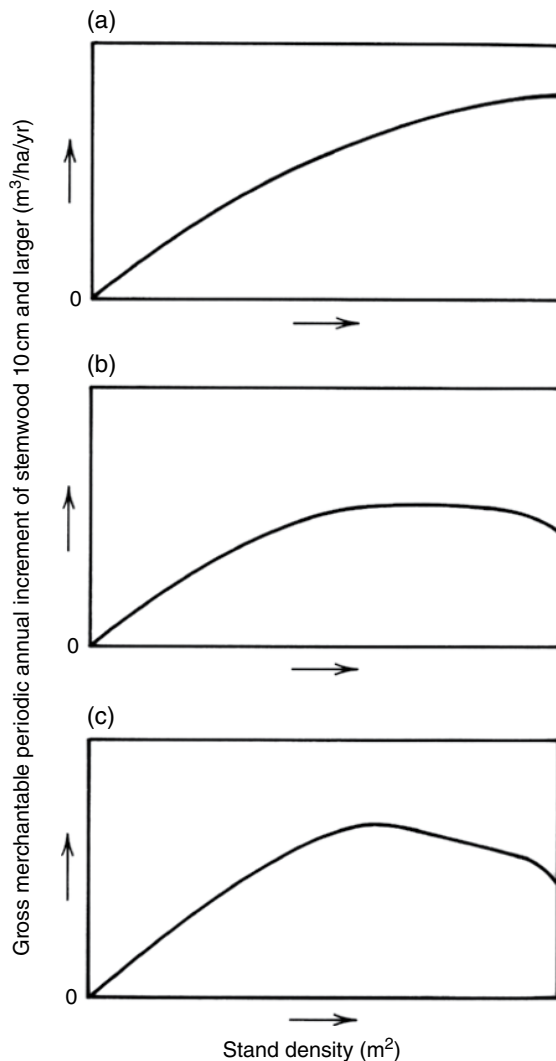 (a)
0
(b)
0
(c)
0
Gross merchantable periodic annual increment of stemwood 10 cm and larger (m³/ha/yr)
Stand density (m²)